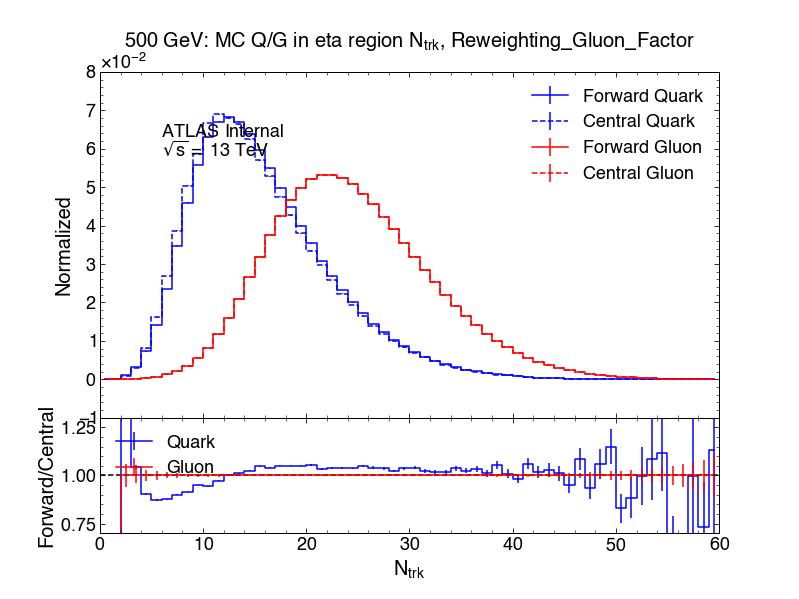 500 GeV: MC Q/G in eta region Ntrk, Reweighting_Gluon_Factor
×10−2
8
7
6
5
4
3
2
1
0
−1
Normalized
ATLAS Internal
√s = 13 TeV
Forward Quark
Central Quark
Forward Gluon
Central Gluon
1.25
1.00
0.75
Forward/Central
Quark
Gluon
0 10 20 30 40 50 60
Ntrk